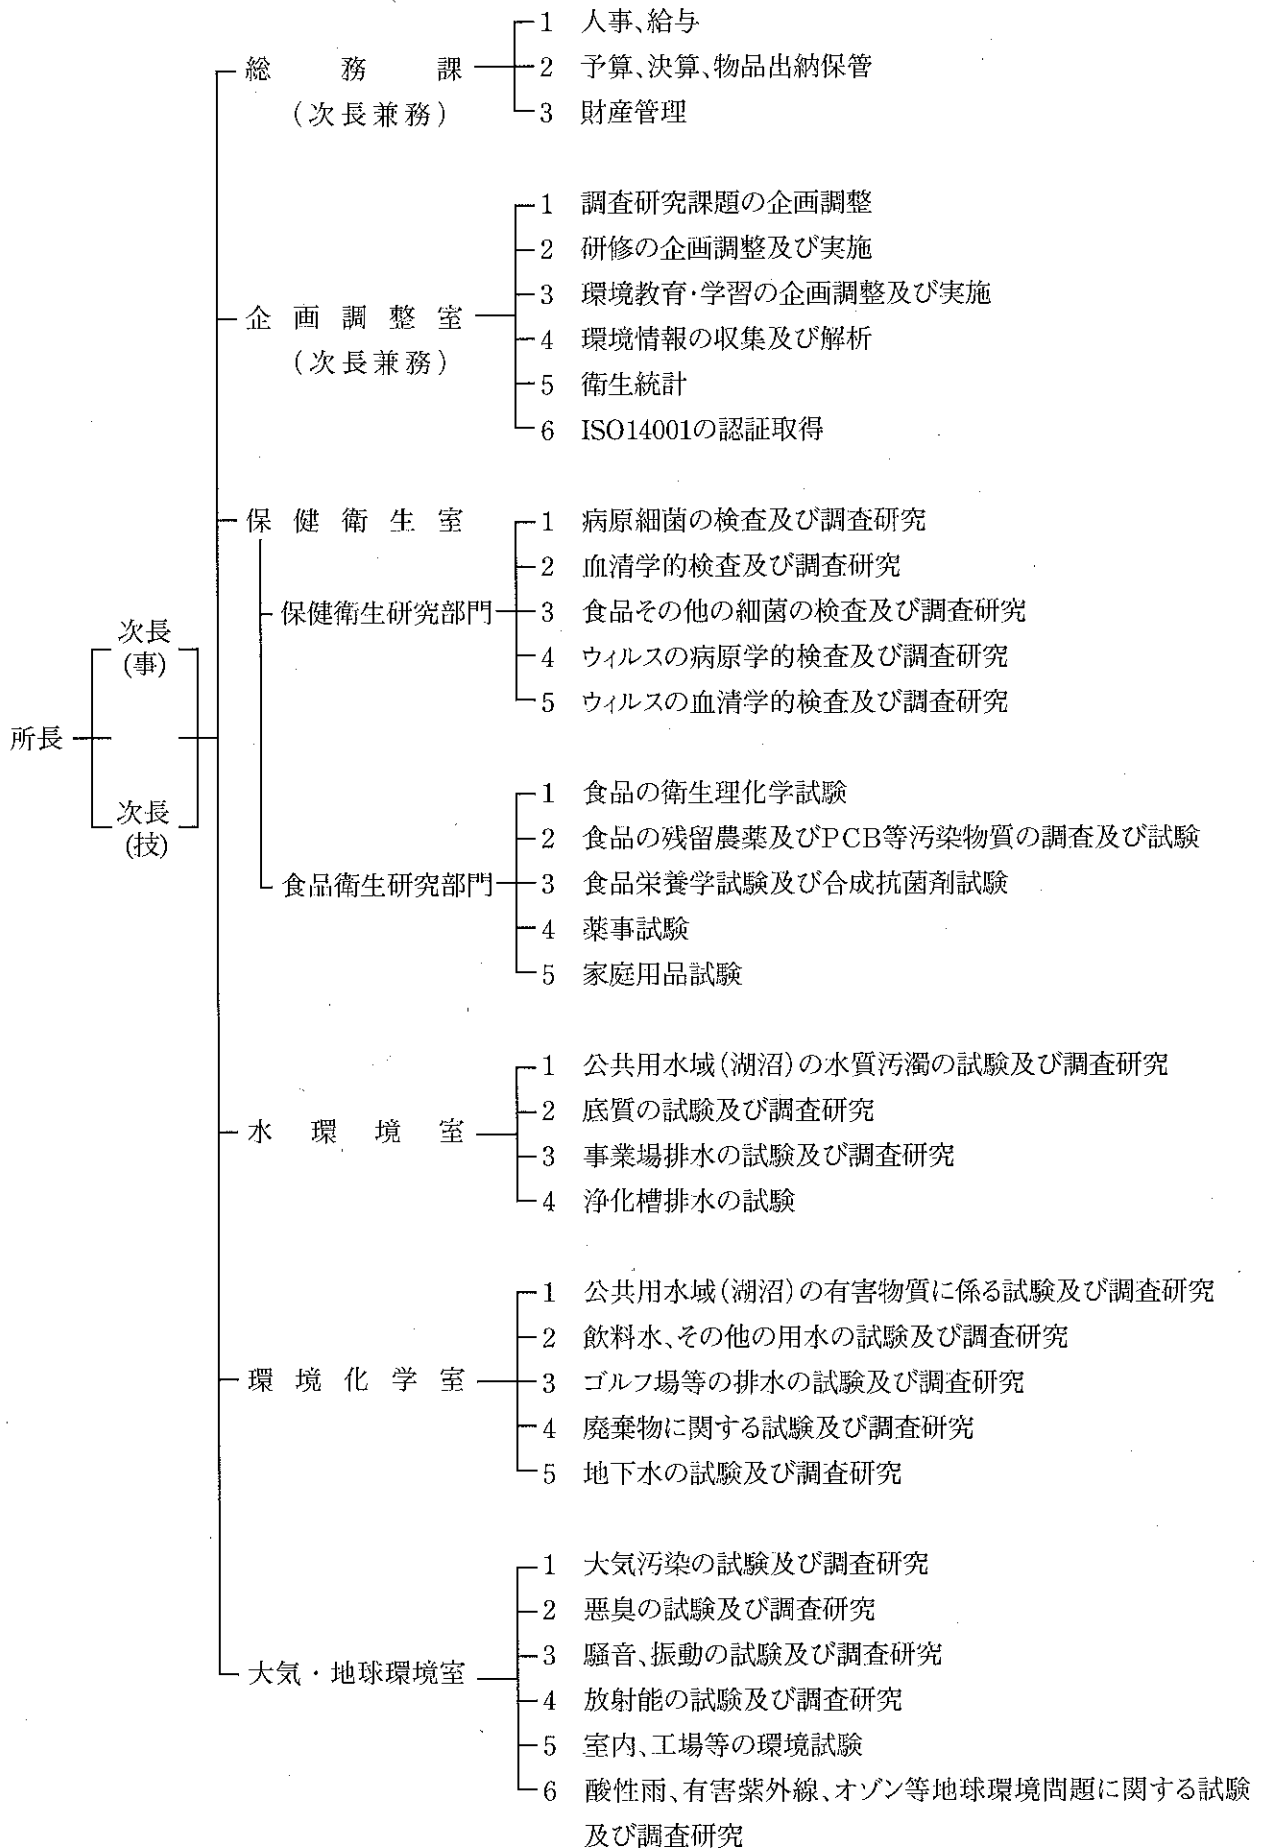 所長
次長
(事)
次長
(技)
総務課
(次長兼務)
1 人事、給与
2 予算、決算、物品出納保管
3 財産管理
企画調整室
(次長兼務)
1 調査研究課題の企画調整
2 研修の企画調整及び実施
3 環境教育・学習の企画調整及び実施
4 環境情報の収集及び解析
5 衛生統計
6 ISO14001の認証取得
保健衛生室
保健衛生研究部門
1 病原細菌の検査及び調査研究
2 血清学的検査及び調査研究
3 食品その他の細菌の検査及び調査研究
4 ウィルスの病原学的検査及び調査研究
5 ウィルスの血清学的検査及び調査研究
食品衛生研究部門
1 食品の衛生理化学試験
2 食品の残留農薬及びPCB等汚染物質の調査及び試験
3 食品栄養学試験及び合成抗菌剤試験
4 薬事試験
5 家庭用品試験
水環境室
1 公共用水域(湖沼)の水質汚濁の試験及び調査研究
2 底質の試験及び調査研究
3 事業場排水の試験及び調査研究
4 浄化槽排水の試験
環境化学室
1 公共用水域(湖沼)の有害物質に係る試験及び調査研究
2 飲料水、その他の用水の試験及び調査研究
3 ゴルフ場等の排水の試験及び調査研究
4 廃棄物に関する試験及び調査研究
5 地下水の試験及び調査研究
大気・地球環境室
1 大気汚染の試験及び調査研究
2 悪臭の試験及び調査研究
3 騒音、振動の試験及び調査研究
4 放射能の試験及び調査研究
5 室内、工場等の環境試験
6 酸性雨、有害紫外線、オゾン等地球環境問題に関する試験
及び調査研究